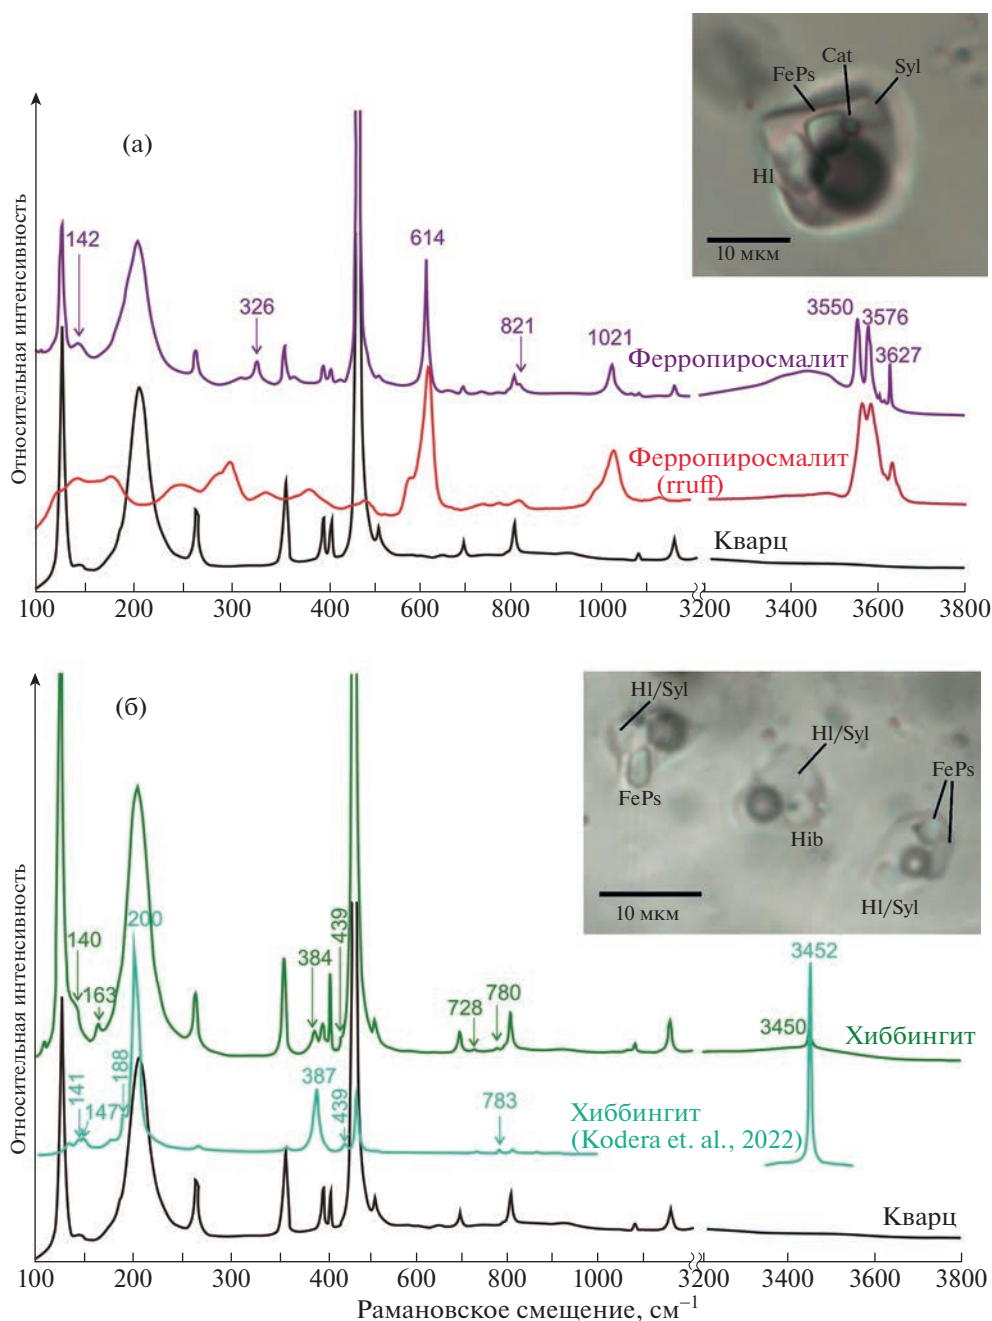 (а)
Относительная интенсивность
142
326
614
821
1021
3550
3576
3627
Ферропиросмалит
Ферропиросмалит
(rruff)
Кварц
FePs
Cat
Syl
Hl
10 мкм
100 200 300 400 600 800 1000 3200 3400 3600 3800
(б)
Относительная интенсивность
140
163
200
188
141
147
384
439
387
439
728
780
783
3452
3450
Хиббингит
Хиббингит
(Kodera et. al., 2022)
Кварц
Hl/Syl
FePs
Hl/Syl
Hib
FePs
Hl/Syl
10 мкм
100 200 300 400 600 800 1000 3200 3400 3600 3800
Рамановское смещение, см⁻¹